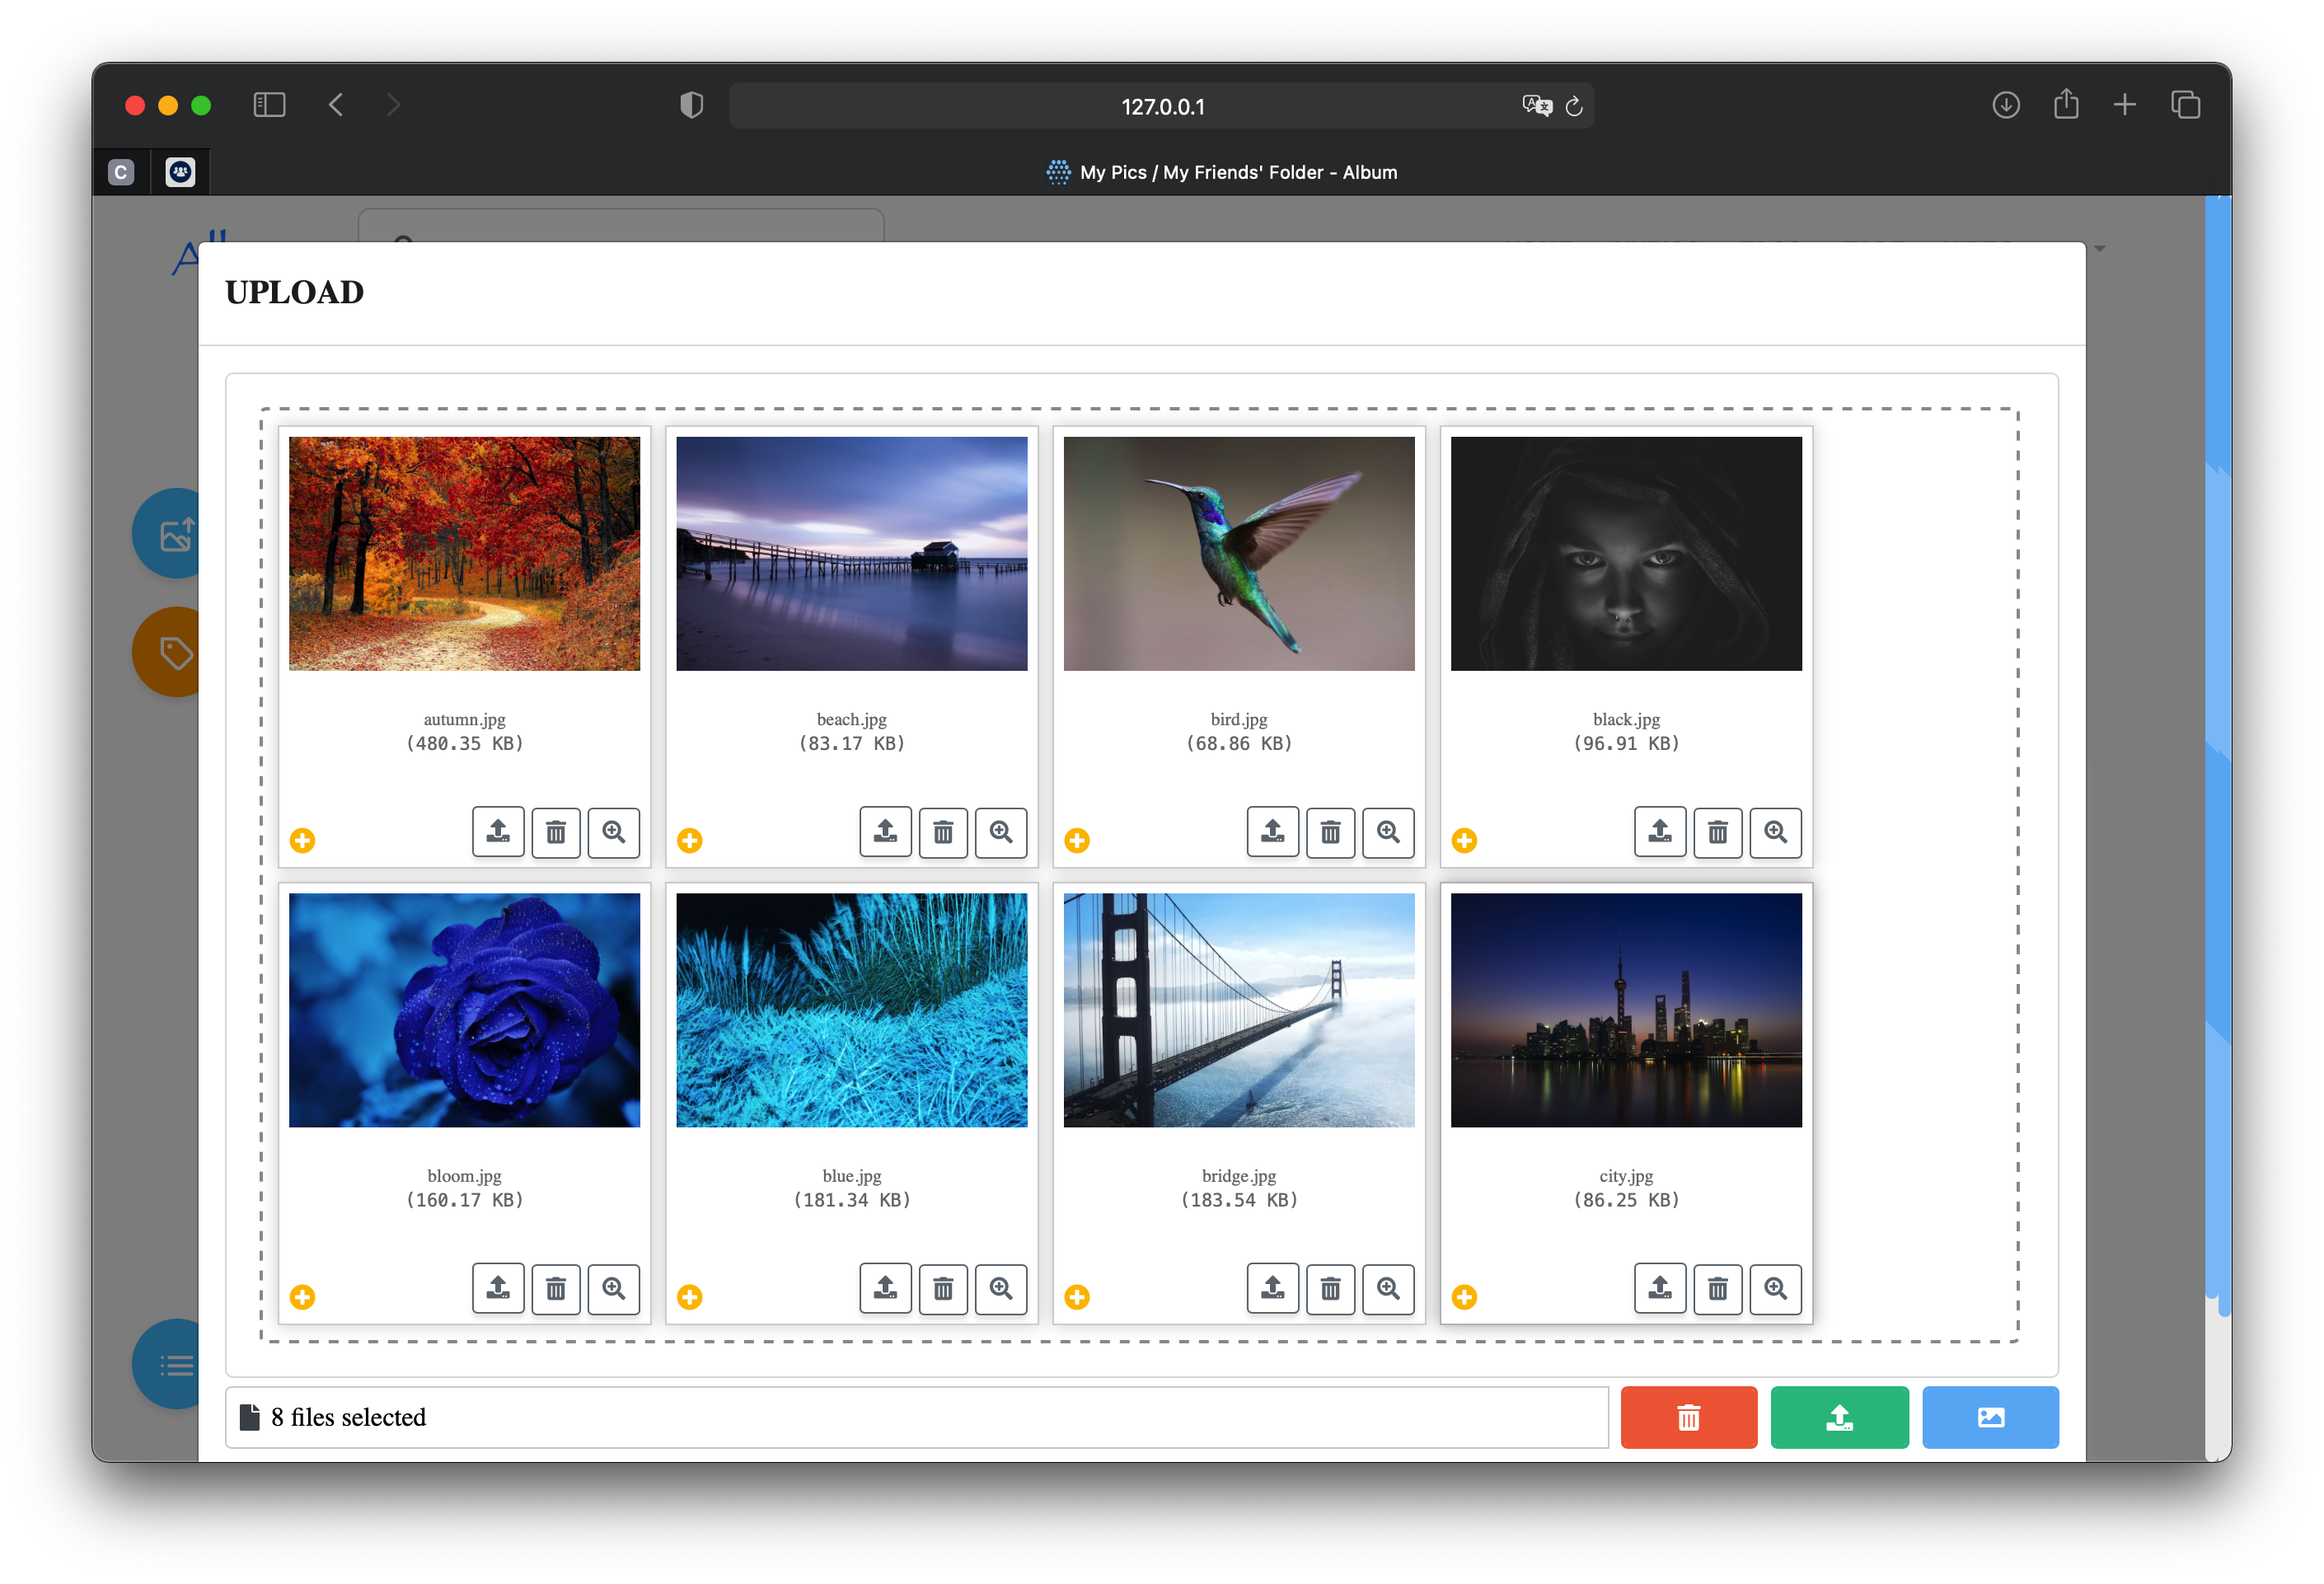 127.0.0.1
C
My Pics / My Friends' Folder - Album
UPLOAD
autumn.jpg
(480.35 KB)
beach.jpg
(83.17 KB)
bird.jpg
(68.86 KB)
black.jpg
(96.91 KB)
bloom.jpg
(160.17 KB)
blue.jpg
(181.34 KB)
bridge.jpg
(183.54 KB)
city.jpg
(86.25 KB)
8 files selected